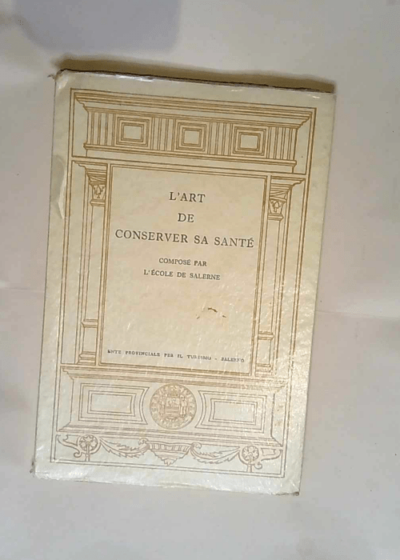 L'ART
DE
CONSERVER SA SANTÉ
COMPOSÉ PAR
L'ÉCOLE DE SALERNE
ENTE PROVINCIALE PER IL TURISMO - SALERNO